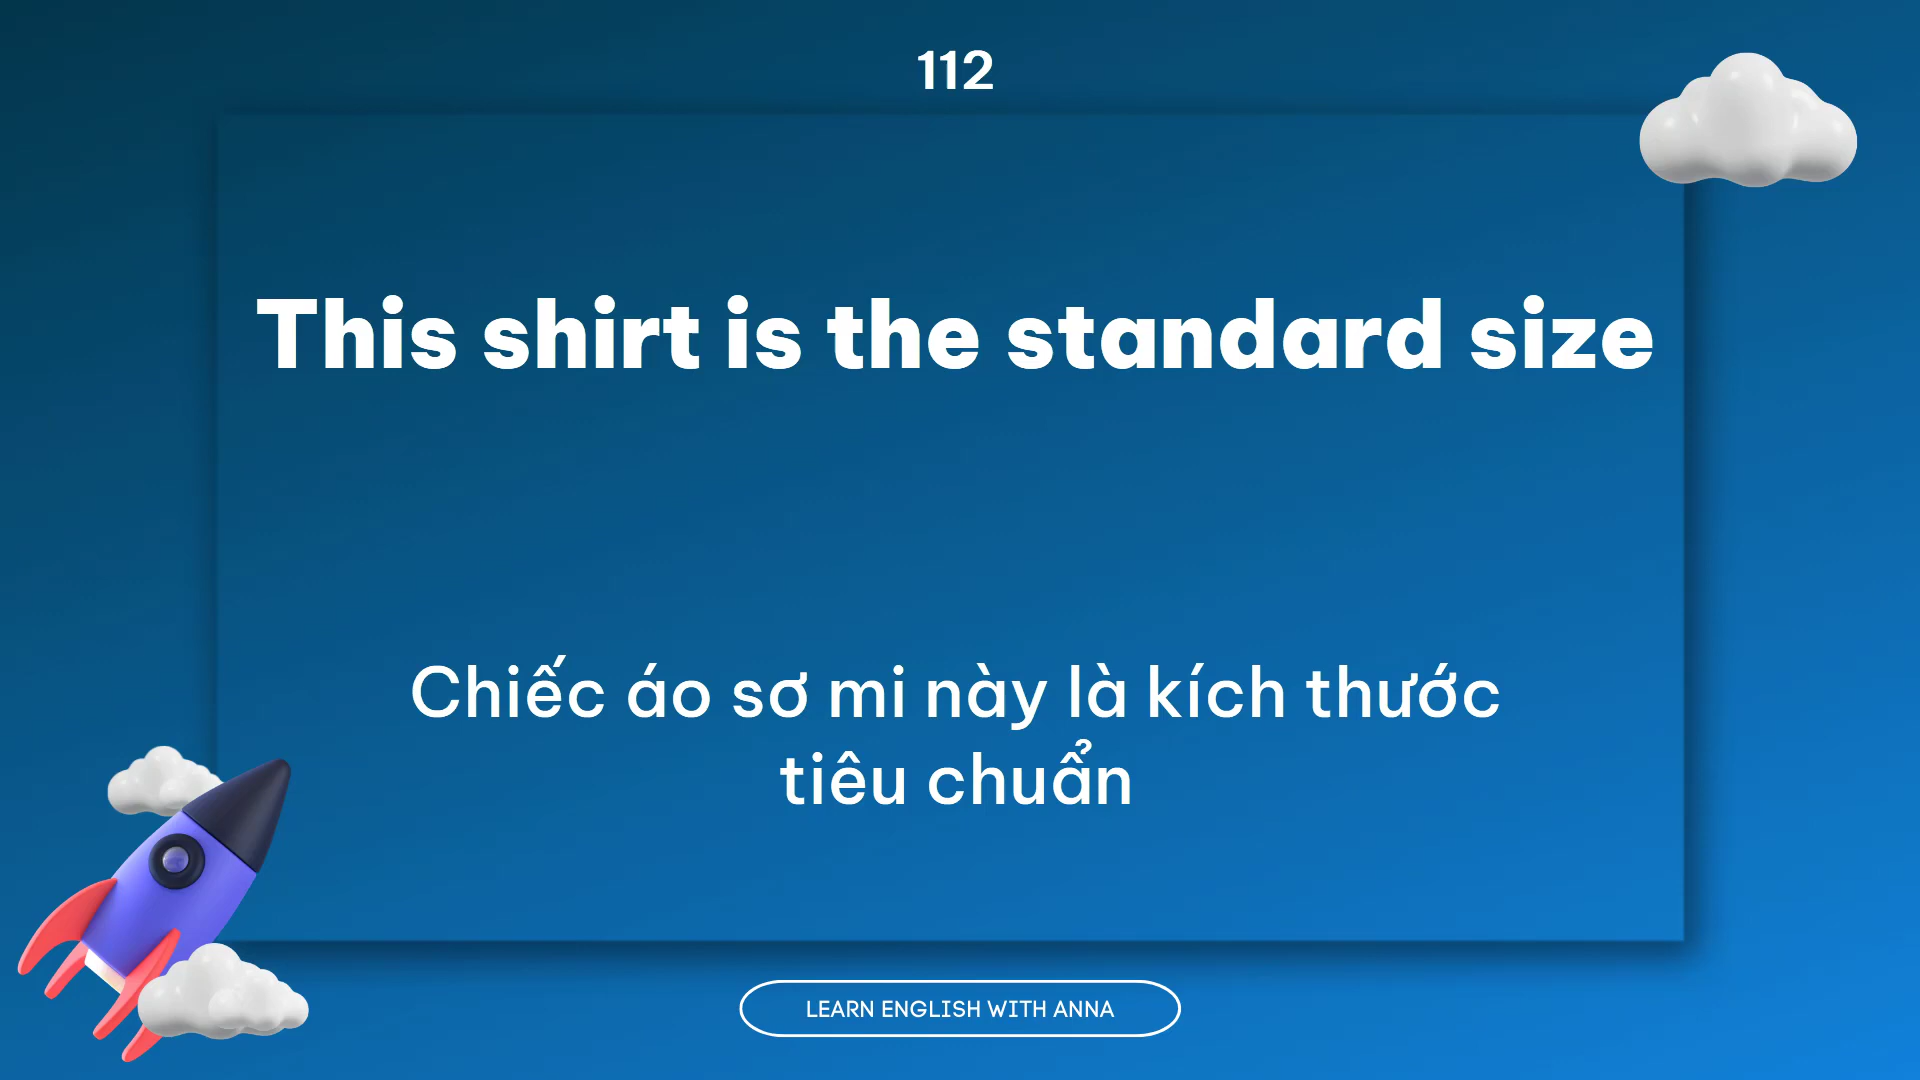 112
This shirt is the standard size
Chiếc áo sơ mi này là kích thước
tiêu chuẩn
LEARN ENGLISH WITH ANNA